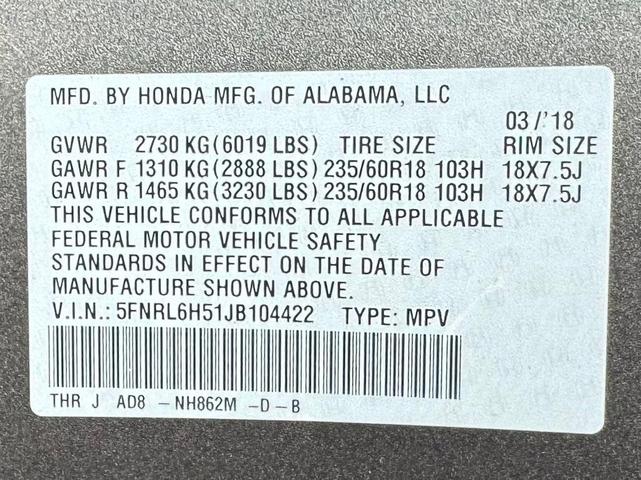 MFD. BY HONDA MFG. OF ALABAMA, LLC
03/'18
GVWR 2730 KG(6019 LBS) TIRE SIZE RIM SIZE
GAWR F 1310 KG(2888 LBS) 235/60R18 103H 18X7.5J
GAWR R 1465 KG(3230 LBS) 235/60R18 103H 18X7.5J
THIS VEHICLE CONFORMS TO ALL APPLICABLE
FEDERAL MOTOR VEHICLE SAFETY
STANDARDS IN EFFECT ON THE DATE OF
MANUFACTURE SHOWN ABOVE.
V.I.N.: 5FNRL6H51JB104422 TYPE: MPV
THR J AD8 - NH862M - D - B